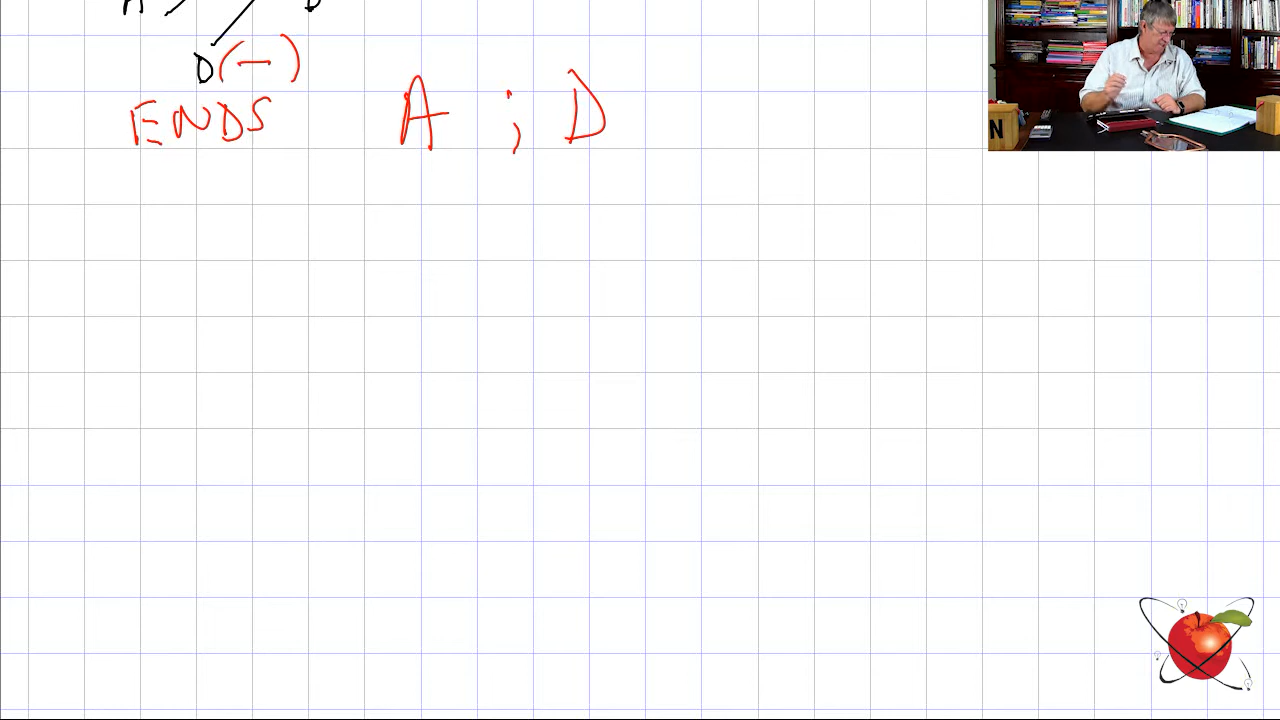 A
D (—)
ENDS A ; D
N